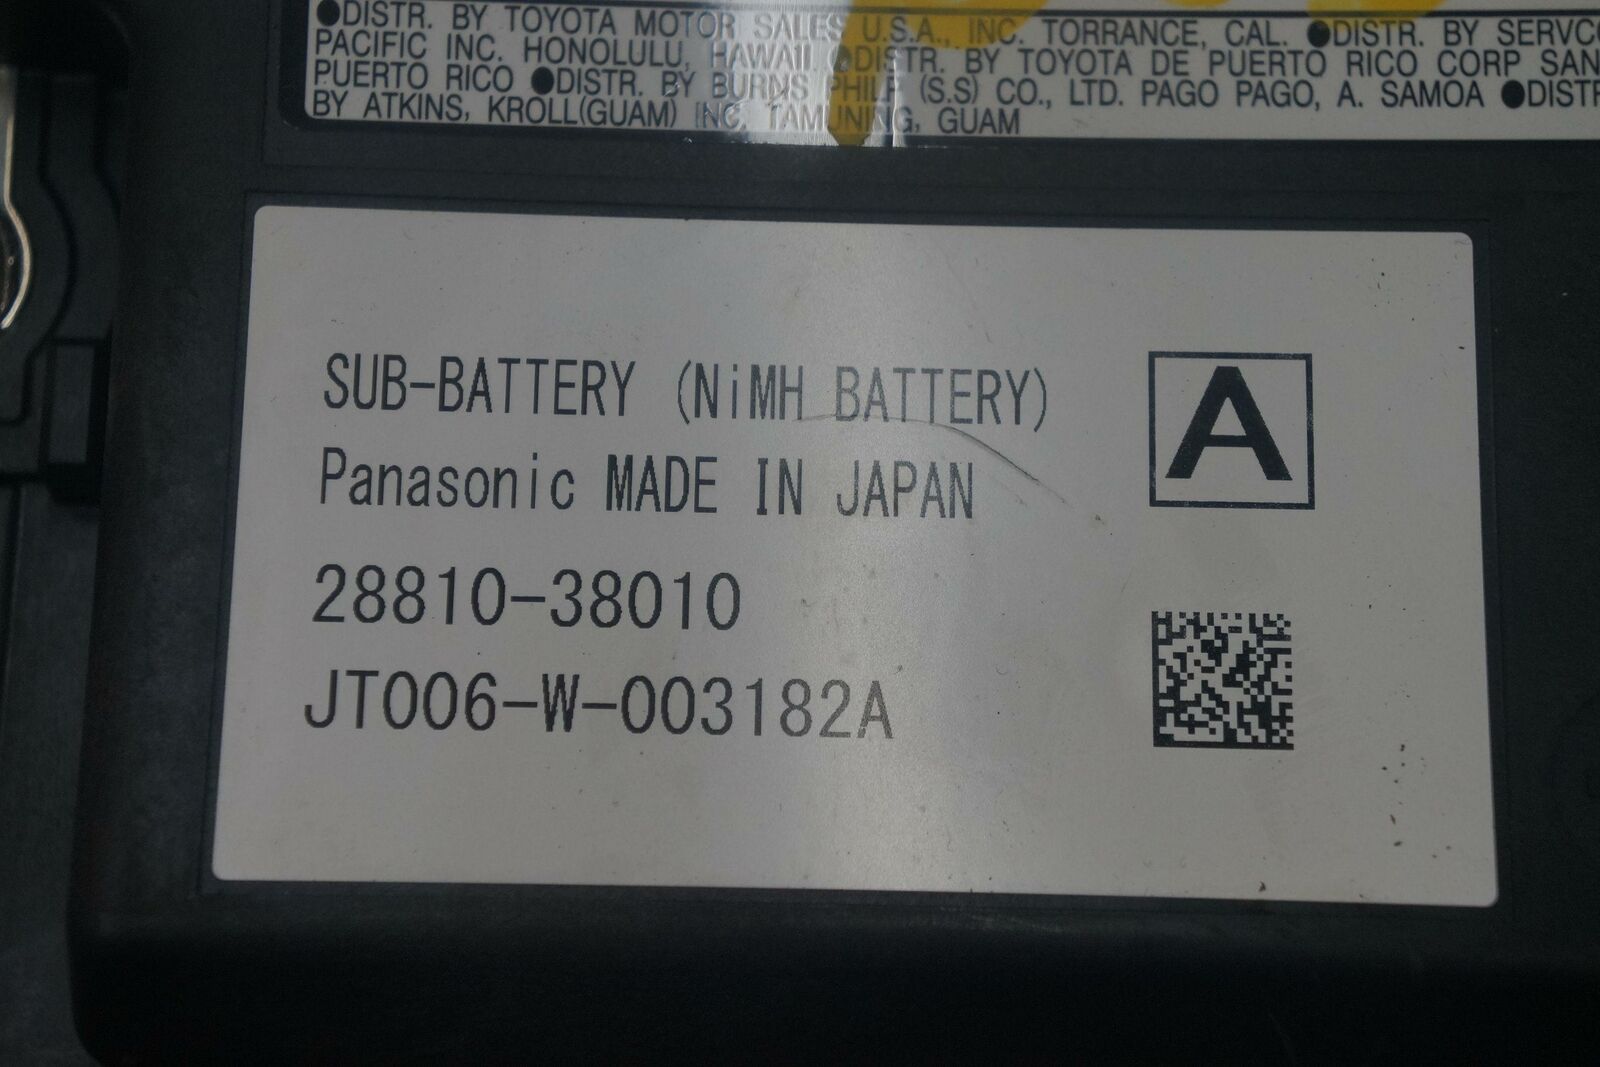 ●DISTR. BY TOYOTA MOTOR SALES U.S.A., INC. TORRANCE, CAL. ●DISTR. BY SERVCO
PACIFIC INC. HONOLULU, HAWAII ●DISTR. BY TOYOTA DE PUERTO RICO CORP SAN
PUERTO RICO ●DISTR. BY BURNS PHILP (S.S) CO., LTD. PAGO PAGO, A. SAMOA ●DISTR
BY ATKINS, KROLL(GUAM) INC. TAMUNING, GUAM
SUB-BATTERY (NiMH BATTERY)
A
Panasonic MADE IN JAPAN
28810-38010
JT006-W-003182A